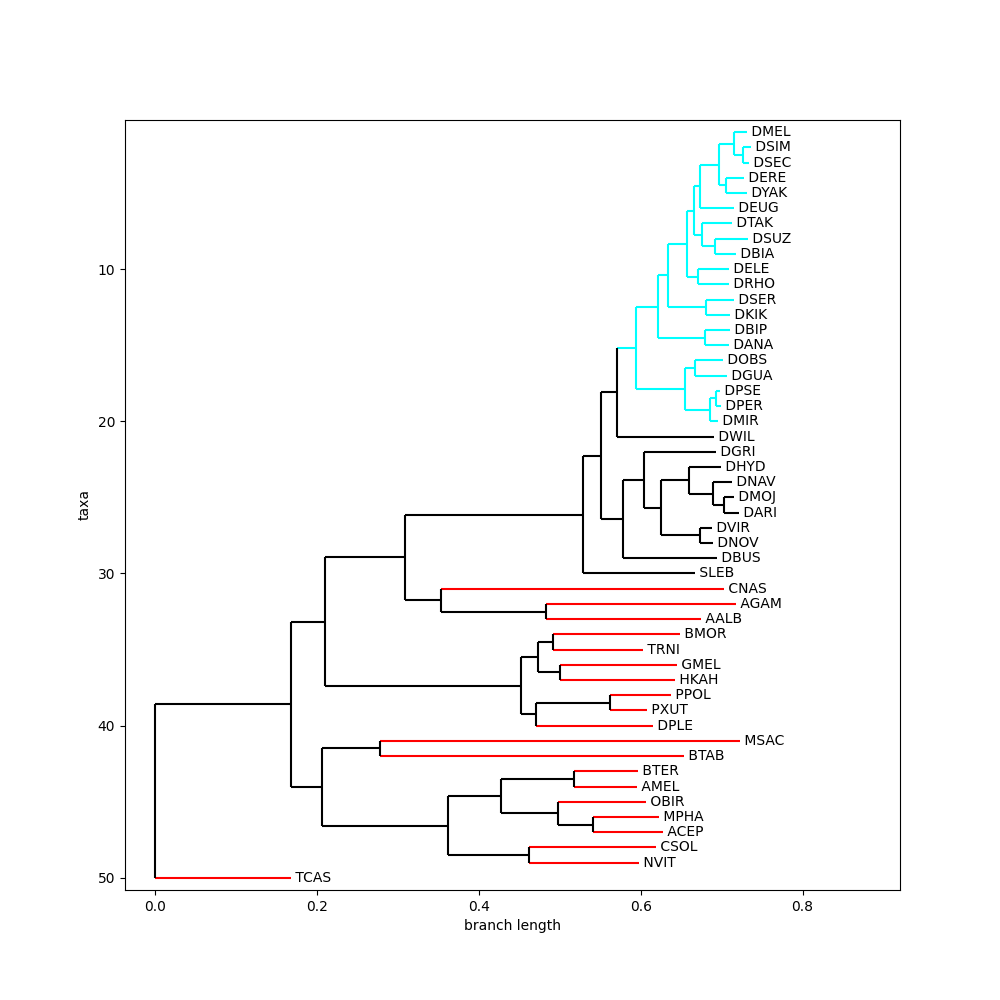 DMEL
DSIM
DSEC
DERE
DYAK
DEUG
DTAK
DSUZ
DBIA
10
DELE
DRHO
DSER
DKIK
DBIP
DANA
DOBS
DGUA
DPSE
DPER
20
DMIR
DWIL
DGRI
DHYD
DNAV
DMOJ
taxa
DARI
DVIR
DNOV
DBUS
30
SLEB
CNAS
AGAM
AALB
BMOR
TRNI
GMEL
HKAH
PPOL
PXUT
40
DPLE
MSAC
BTAB
BTER
AMEL
OBIR
MPHA
ACEP
CSOL
NVIT
50
TCAS
0.0 0.2 0.4 0.6 0.8
branch length